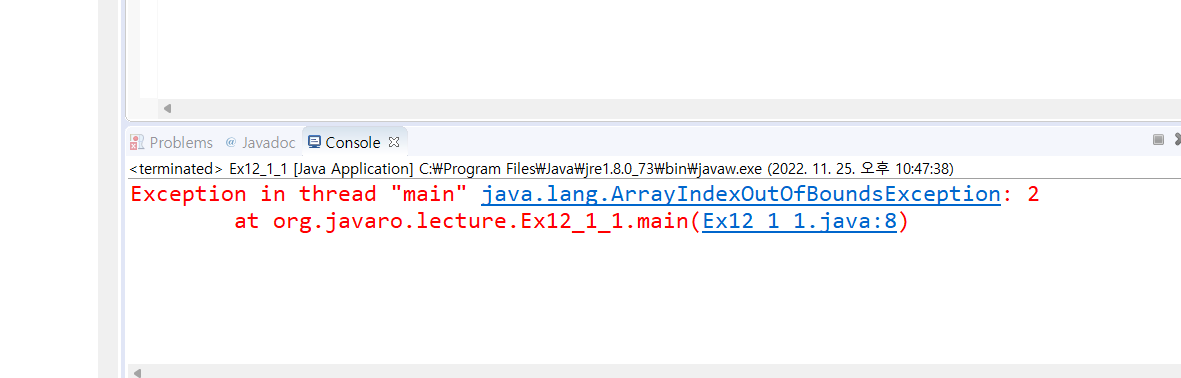 Problems @ Javadoc Console
<terminated> Ex12_1_1 [Java Application] C:₩Program Files₩Java₩jre1.8.0_73₩bin₩javaw.exe (2022. 11. 25. 오후 10:47:38)
Exception in thread "main" java.lang.ArrayIndexOutOfBoundsException: 2
at org.javaro.lecture.Ex12_1_1.main(Ex12_1_1.java:8)